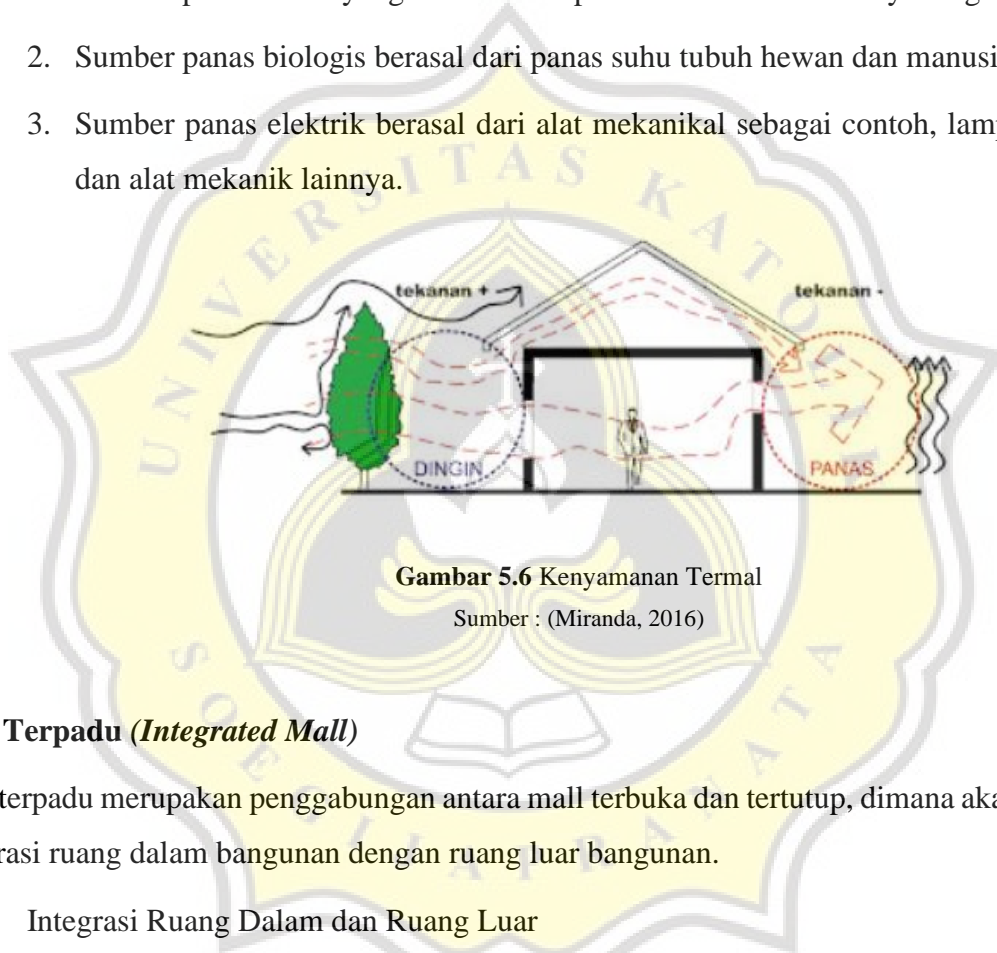 2. Sumber panas biologis berasal dari panas suhu tubuh hewan dan manusi
3. Sumber panas elektrik berasal dari alat mekanikal sebagai contoh, lam
dan alat mekanik lainnya.
tekanan +
tekanan -
DINGIN
PANAS
Gambar 5.6 Kenyamanan Termal
Sumber : (Miranda, 2016)
Terpadu (Integrated Mall)
terpadu merupakan penggabungan antara mall terbuka dan tertutup, dimana aka
rasi ruang dalam bangunan dengan ruang luar bangunan.
Integrasi Ruang Dalam dan Ruang Luar
UNIVERSITAS KATOLIK
SOEGIJAPRANATA